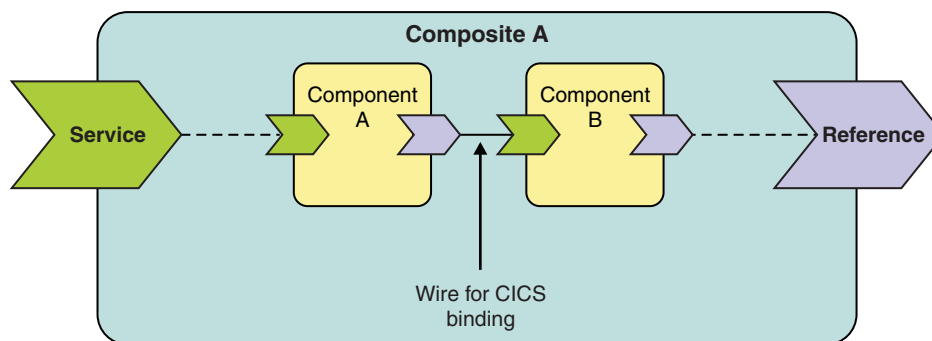 Composite A
Component
A
Component
B
Service
Reference
Wire for CICS
binding